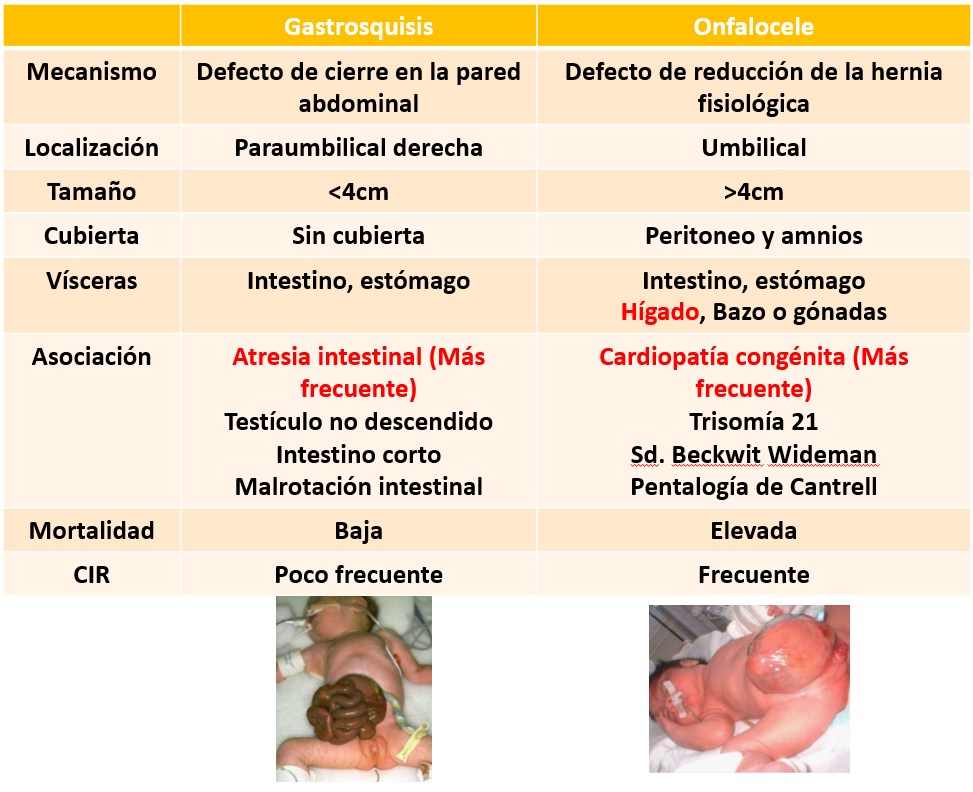 Gastrosquisis Onfalocele
Mecanismo Defecto de cierre en la pared abdominal Defecto de reducción de la hernia fisiológica
Localización Paraumbilical derecha Umbilical
Tamaño <4cm >4cm
Cubierta Sin cubierta Peritoneo y amnios
Vísceras Intestino, estómago Intestino, estómago
Hígado, Bazo o gónadas
Asociación Atresia intestinal (Más frecuente) Cardiopatía congénita (Más frecuente)
Testículo no descendido Trisomía 21
Intestino corto Sd. Beckwit Wideman
Malrotación intestinal Pentalogía de Cantrell
Mortalidad Baja Elevada
CIR Poco frecuente Frecuente